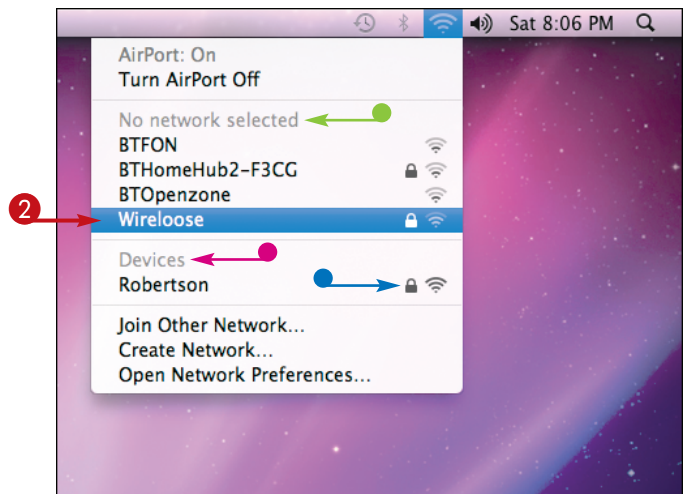 Sat 8:06 PM
AirPort: On
Turn AirPort Off
No network selected
BTFON
BTHomeHub2-F3CG
BTOpenzone
2
Wireloose
Devices
Robertson
Join Other Network...
Create Network...
Open Network Preferences...